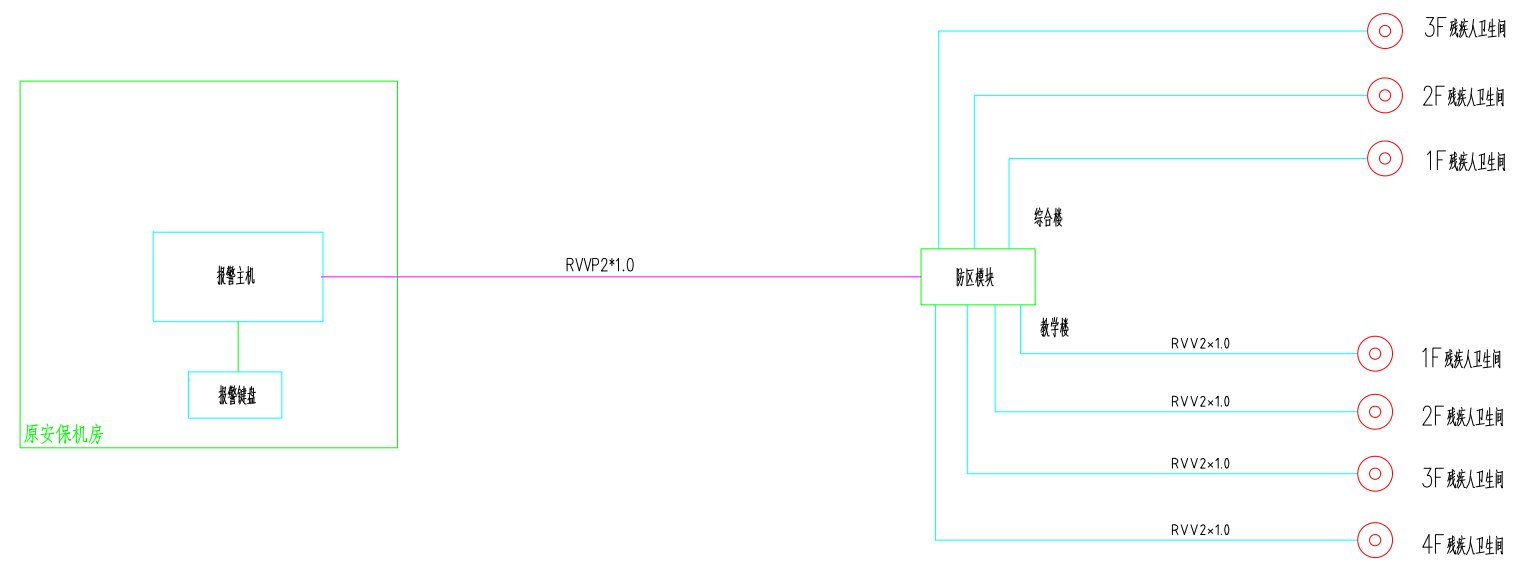 3F 残疾人卫生间
2F 残疾人卫生间
1F 残疾人卫生间
综合楼
RVVP2*1.0
报警主机
防区模块
教学楼
RVV2×1.0
1F 残疾人卫生间
报警键盘
RVV2×1.0
2F 残疾人卫生间
原安保机房
RVV2×1.0
3F 残疾人卫生间
RVV2×1.0
4F 残疾人卫生间